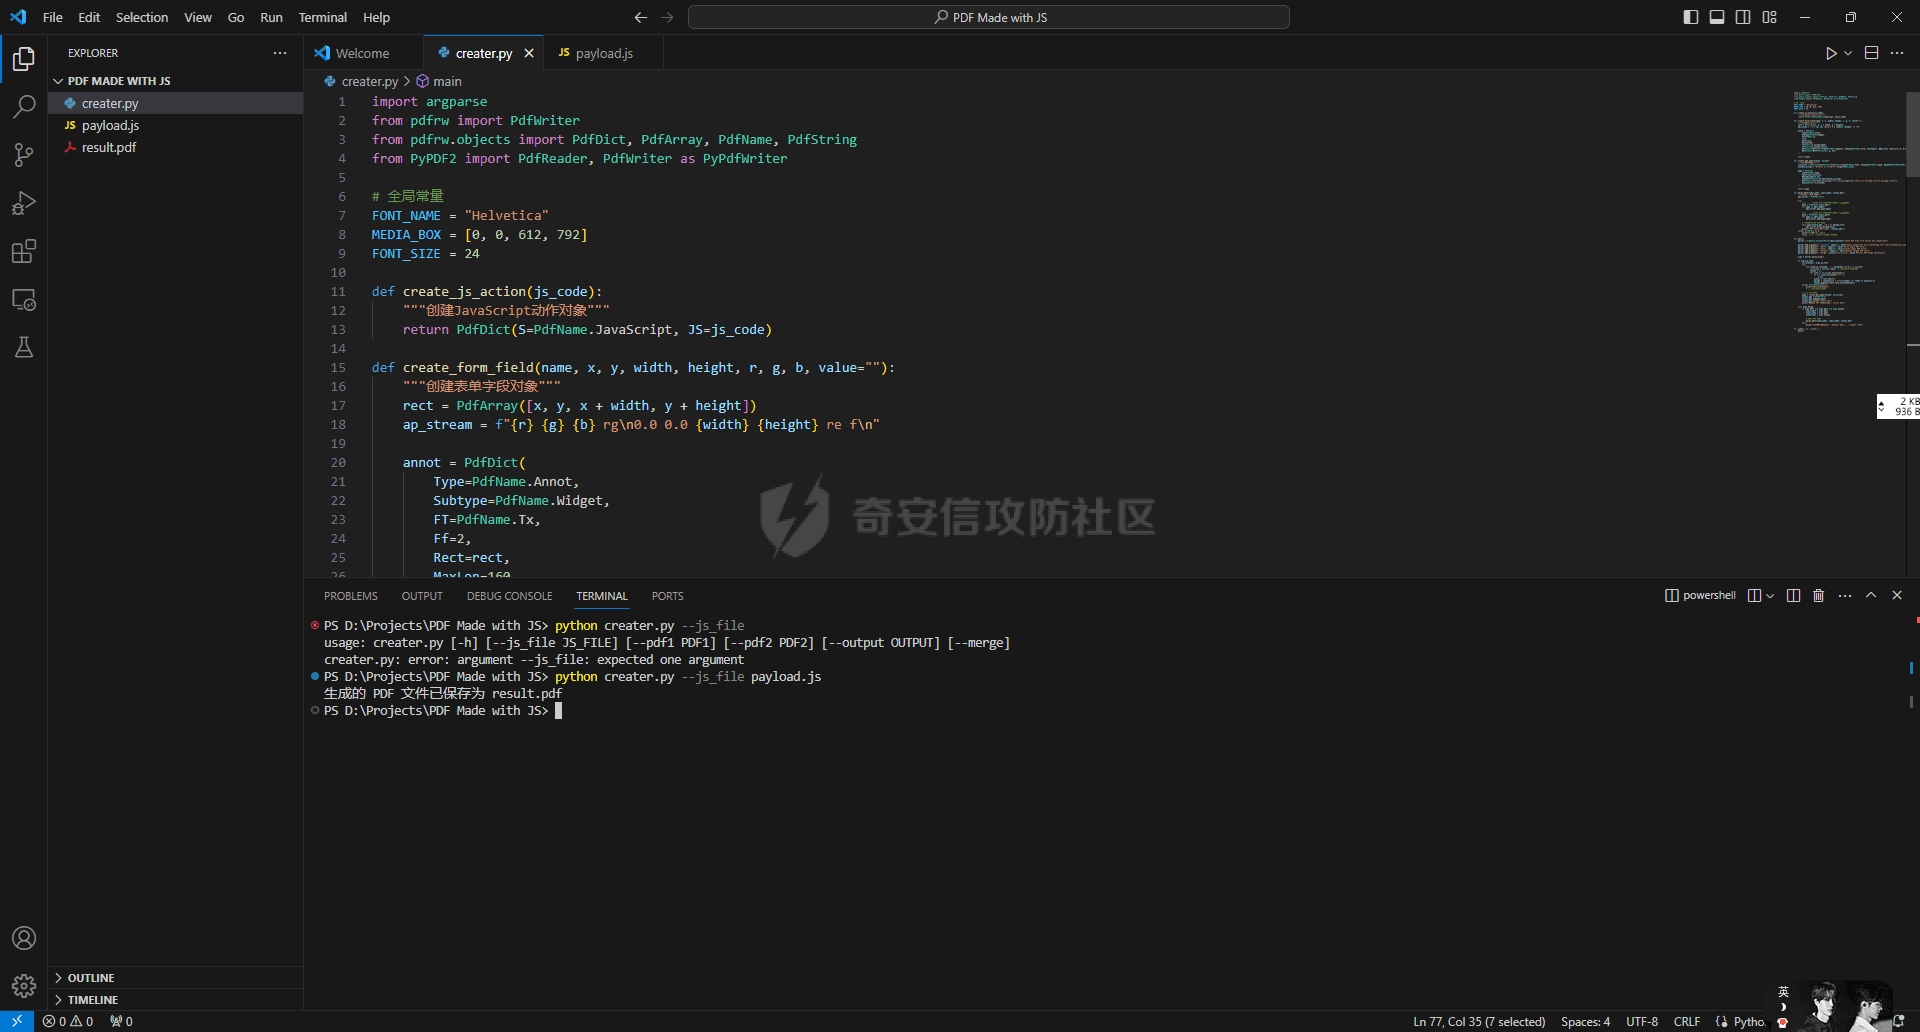 File Edit Selection View Go Run Terminal Help
PDF Made with JS
EXPLORER
PDF MADE WITH JS
creater.py
payload.js
result.pdf
OUTLINE
TIMELINE
Welcome
creater.py
payload.js
creater.py > main
1 import argparse
2 from pdfrw import PdfWriter
3 from pdfrw.objects import PdfDict, PdfArray, PdfName, PdfString
4 from PyPDF2 import PdfReader, PdfWriter as PyPdfWriter
5
6 # 全局常量
7 FONT_NAME = "Helvetica"
8 MEDIA_BOX = [0, 0, 612, 792]
9 FONT_SIZE = 24
10
11 def create_js_action(js_code):
12 """创建JavaScript动作对象"""
13 return PdfDict(S=PdfName.JavaScript, JS=js_code)
14
15 def create_form_field(name, x, y, width, height, r, g, b, value=""):
16 """创建表单字段对象"""
17 rect = PdfArray([x, y, x + width, y + height])
18 ap_stream = f"{r} {g} {b} rg\n0.0 0.0 {width} {height} re f\n"
19
20 annot = PdfDict(
21 Type=PdfName.Annot,
22 Subtype=PdfName.Widget,
23 FT=PdfName.Tx,
24 Ff=2,
25 Rect=rect,
26 MaxLen=160
奇安信攻防社区
2 KB
936 B
PROBLEMS OUTPUT DEBUG CONSOLE TERMINAL PORTS
powershell
PS D:\Projects\PDF Made with JS> python creater.py --js_file
usage: creater.py [-h] [--js_file JS_FILE] [--pdf1 PDF1] [--pdf2 PDF2] [--output OUTPUT] [--merge]
creater.py: error: argument --js_file: expected one argument
PS D:\Projects\PDF Made with JS> python creater.py --js_file payload.js
生成的 PDF 文件已保存为 result.pdf
PS D:\Projects\PDF Made with JS>
英
0 0 0
Ln 77, Col 35 (7 selected) Spaces: 4 UTF-8 CRLF Pytho